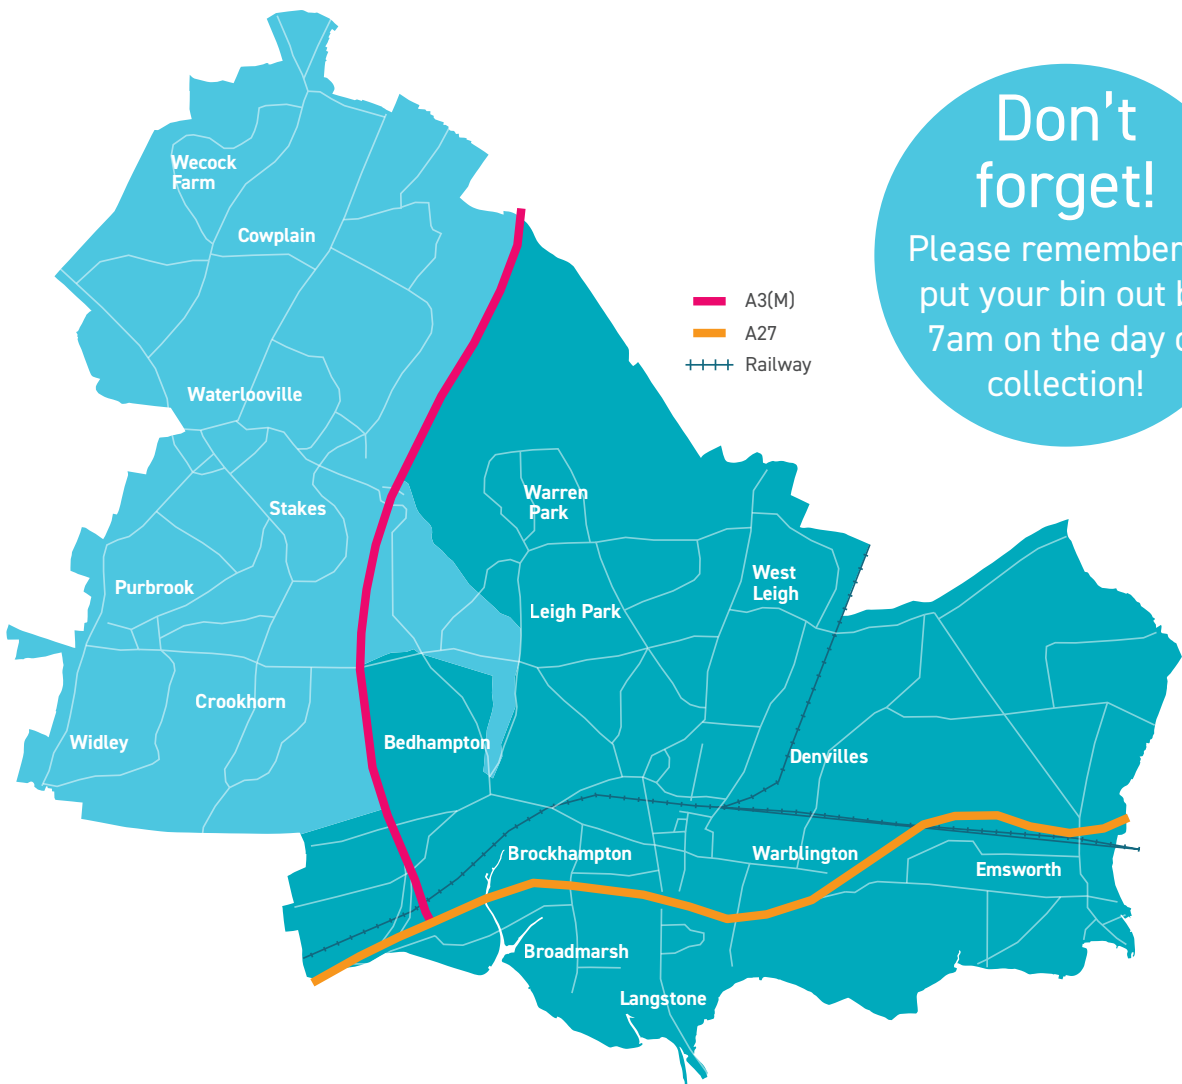 Don't
forget!
Please remember
put your bin out b
7am on the day o
collection!
A3(M)
A27
Railway
Wecock
Farm
Cowplain
Waterlooville
Stakes
Warren
Park
West
Leigh
Purbrook
Leigh Park
Crookhorn
Widley
Bedhampton
Denvilles
Brockhampton
Warblington
Emsworth
Broadmarsh
Langstone